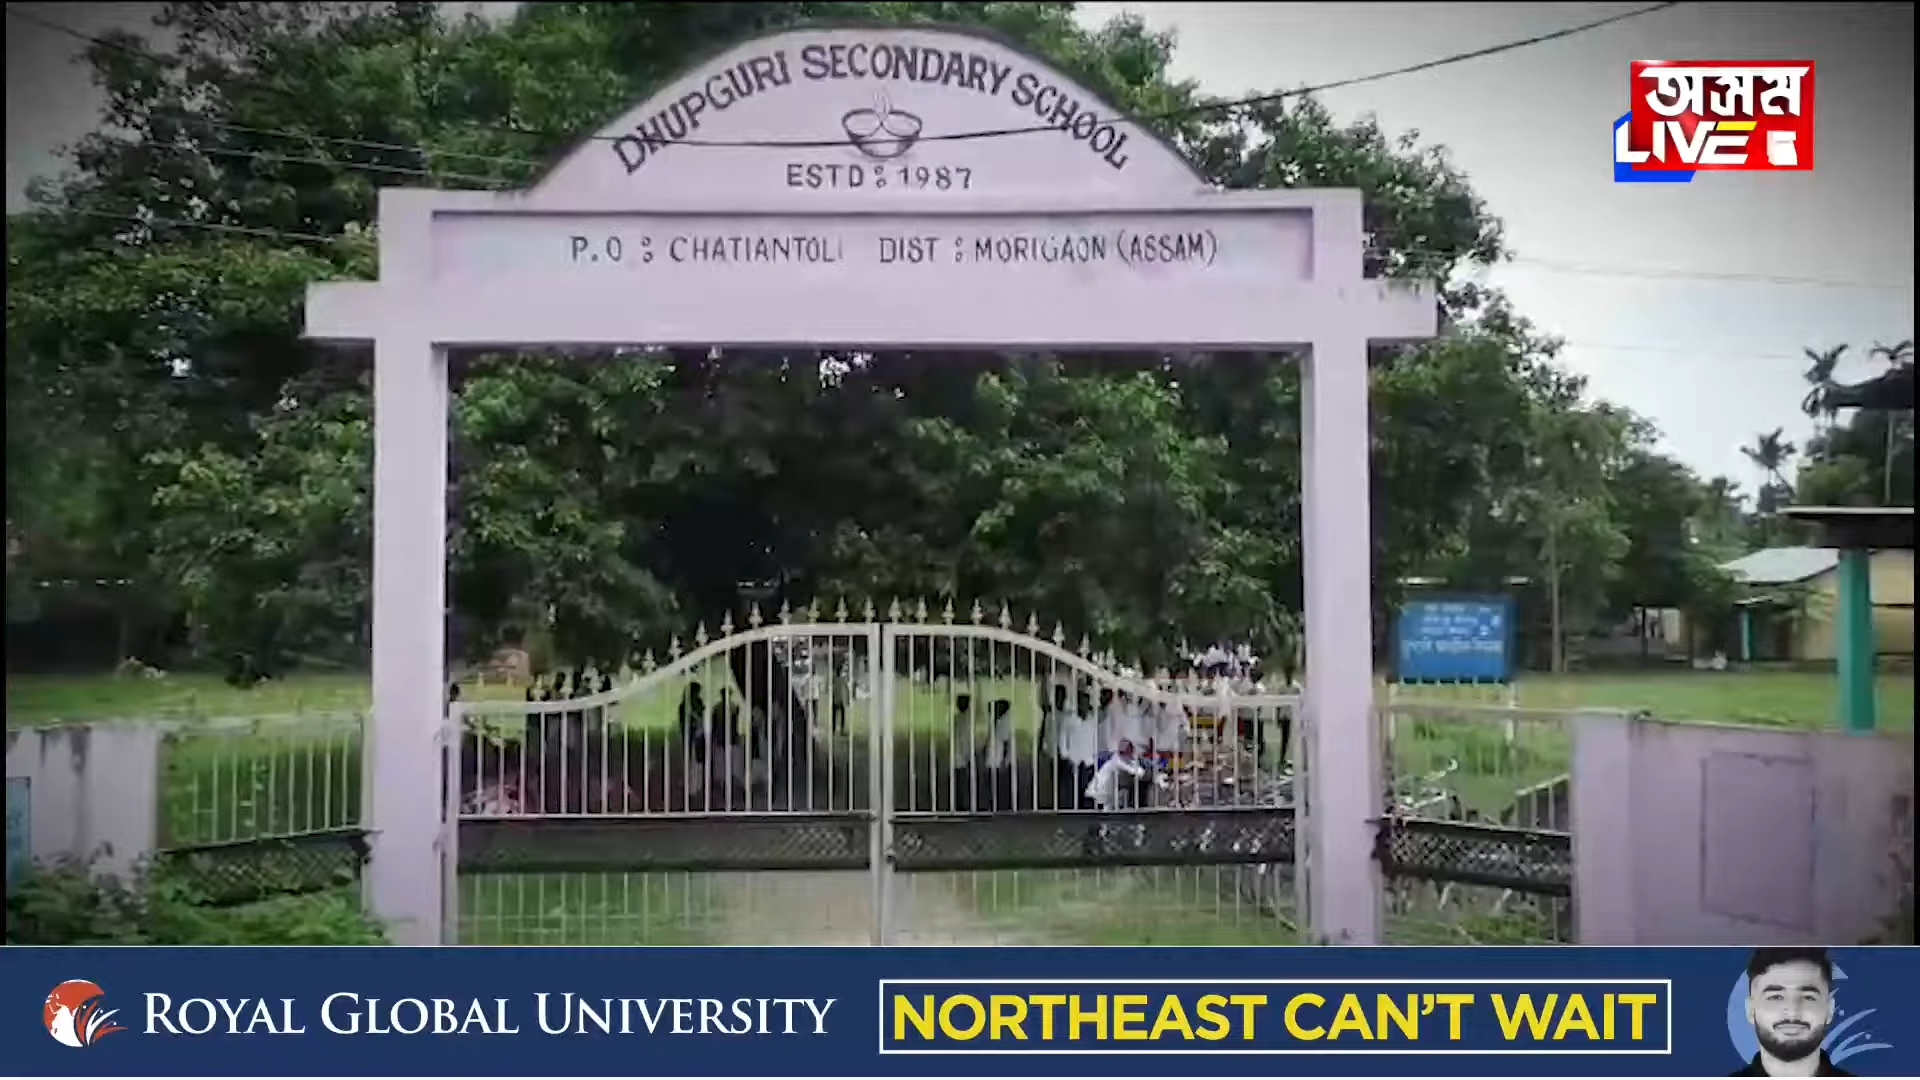 DHUPGURI SECONDARY SCHOOL
ESTD : 1987
P.O : CHATIANTOLI DIST : MORIGAON (ASSAM)
অসম
LIVE
ROYAL GLOBAL UNIVERSITY
NORTHEAST CAN'T WAIT